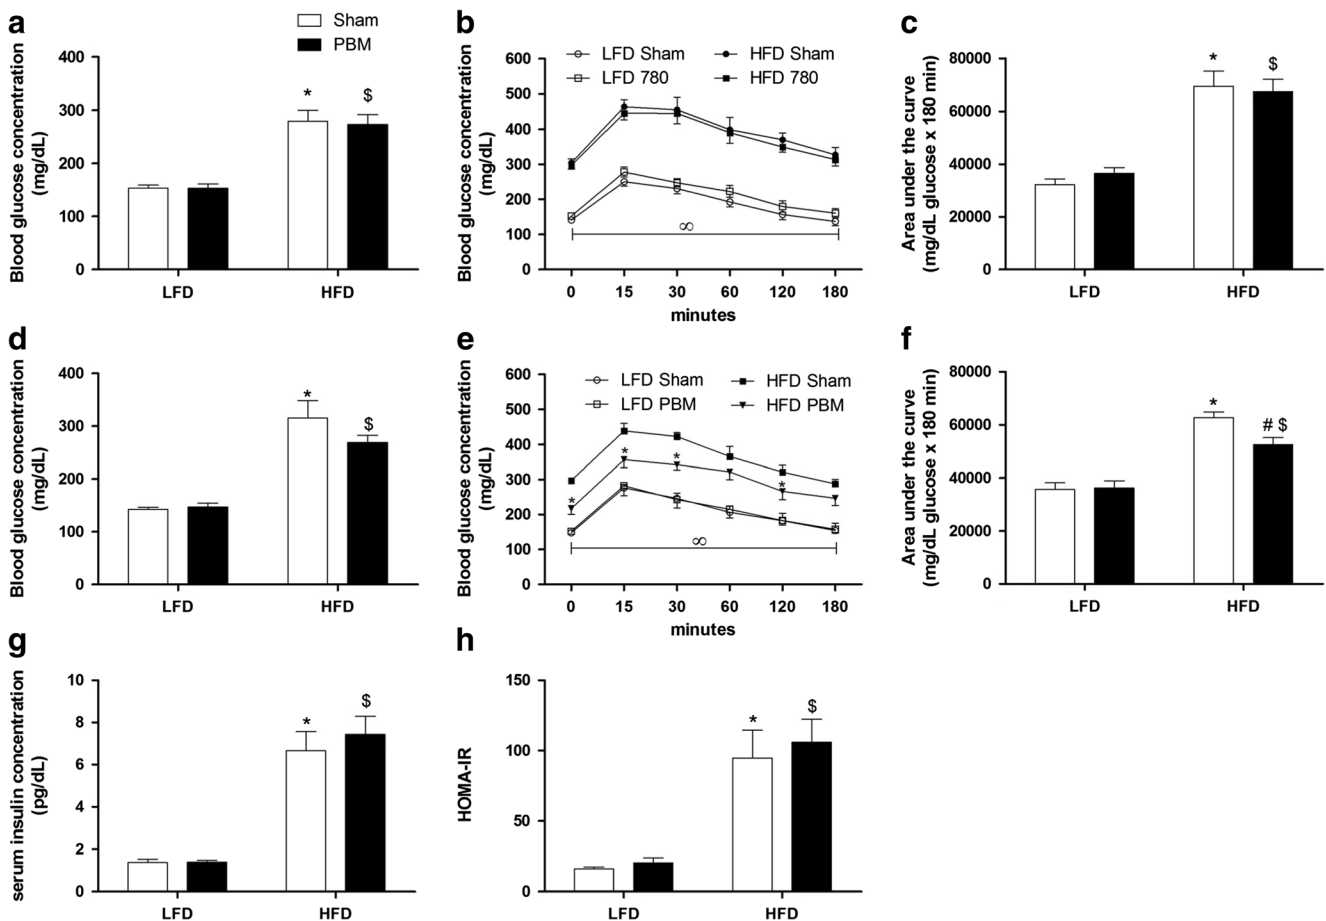 a
Sham
PBM
Blood glucose concentration
(mg/dL)
400
300
200
100
0
*
$
LFD
HFD
b
LFD Sham
HFD Sham
LFD 780
HFD 780
Blood glucose concentration
(mg/dL)
600
500
400
300
200
100
0
∞
0
15
30
60
120
180
minutes
c
Area under the curve
(mg/dL glucose x 180 min)
80000
60000
40000
20000
0
*
$
LFD
HFD
d
Blood glucose concentration
(mg/dL)
400
300
200
100
0
*
$
LFD
HFD
e
LFD Sham
HFD Sham
LFD PBM
HFD PBM
Blood glucose concentration
(mg/dL)
600
500
400
300
200
100
0
*
*
*
*
∞
0
15
30
60
120
180
minutes
f
Area under the curve
(mg/dL glucose x 180 min)
80000
60000
40000
20000
0
*
# $
LFD
HFD
g
serum insulin concentration
(pg/dL)
10
8
6
4
2
0
*
$
LFD
HFD
h
HOMA-IR
150
100
50
0
*
$
LFD
HFD